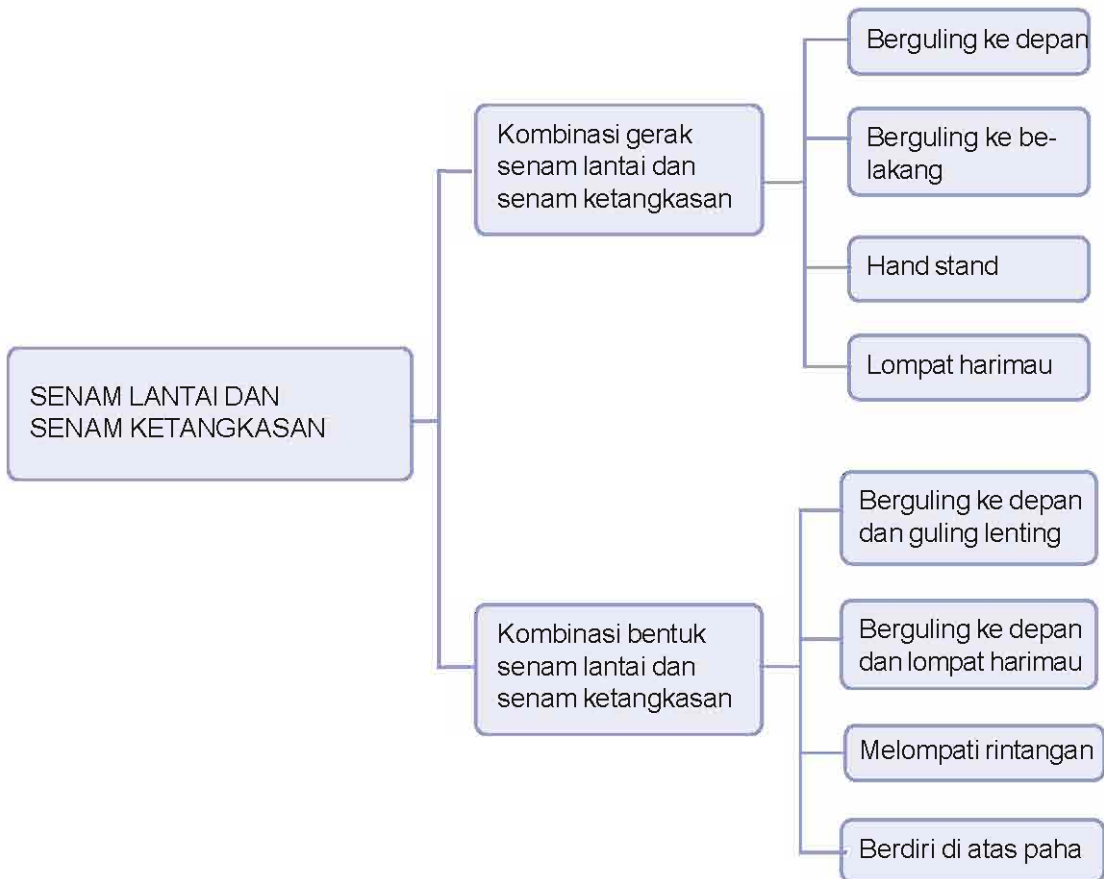 SENAM LANTAI DAN
SENAM KETANGKASAN
Kombinasi gerak
senam lantai dan
senam ketangkasan
Berguling ke depan
Berguling ke be-
lakang
Hand stand
Lompat harimau
Kombinasi bentuk
senam lantai dan
senam ketangkasan
Berguling ke depan
dan guling lenting
Berguling ke depan
dan lompat harimau
Melompati rintangan
Berdiri di atas paha